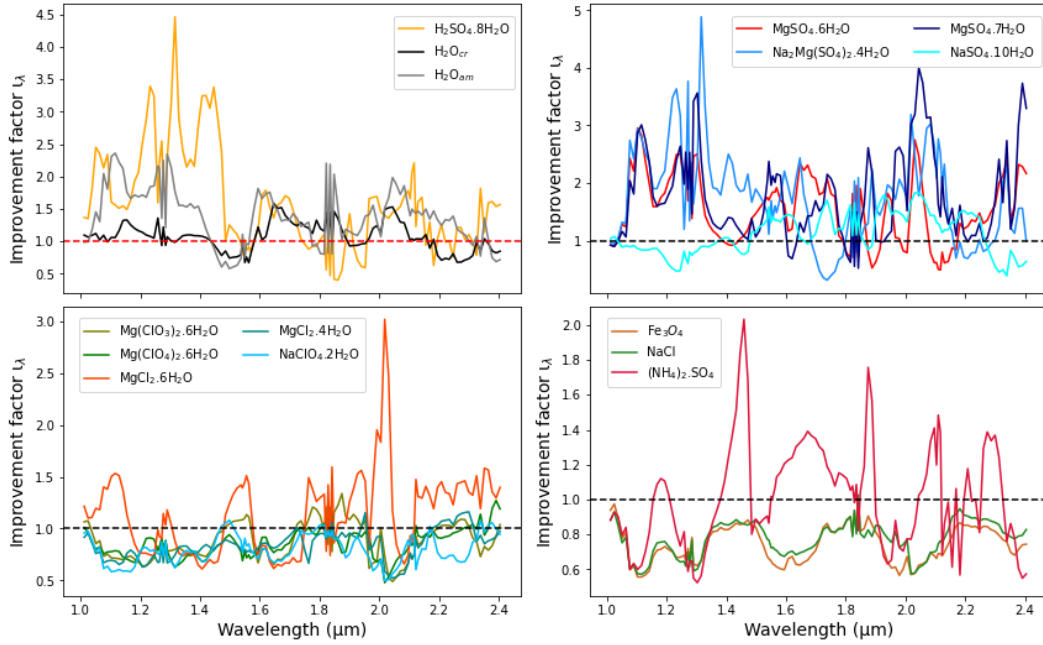 Improvement factor ιλ
4.5
4.0
3.5
3.0
2.5
2.0
1.5
1.0
0.5
H₂SO₄.8H₂O
H₂Ocr
H₂Oam
Improvement factor ιλ
5
4
3
2
1
MgSO₄.6H₂O
Na₂Mg(SO₄)₂.4H₂O
MgSO₄.7H₂O
NaSO₄.10H₂O
Improvement factor ιλ
3.0
2.5
2.0
1.5
1.0
0.5
Mg(ClO₃)₂.6H₂O
Mg(ClO₄)₂.6H₂O
MgCl₂.6H₂O
MgCl₂.4H₂O
NaClO₄.2H₂O
1.0 1.2 1.4 1.6 1.8 2.0 2.2 2.4
Wavelength (μm)
Improvement factor ιλ
2.0
1.8
1.6
1.4
1.2
1.0
0.8
0.6
Fe₃O₄
NaCl
(NH₄)₂.SO₄
1.0 1.2 1.4 1.6 1.8 2.0 2.2 2.4
Wavelength (μm)